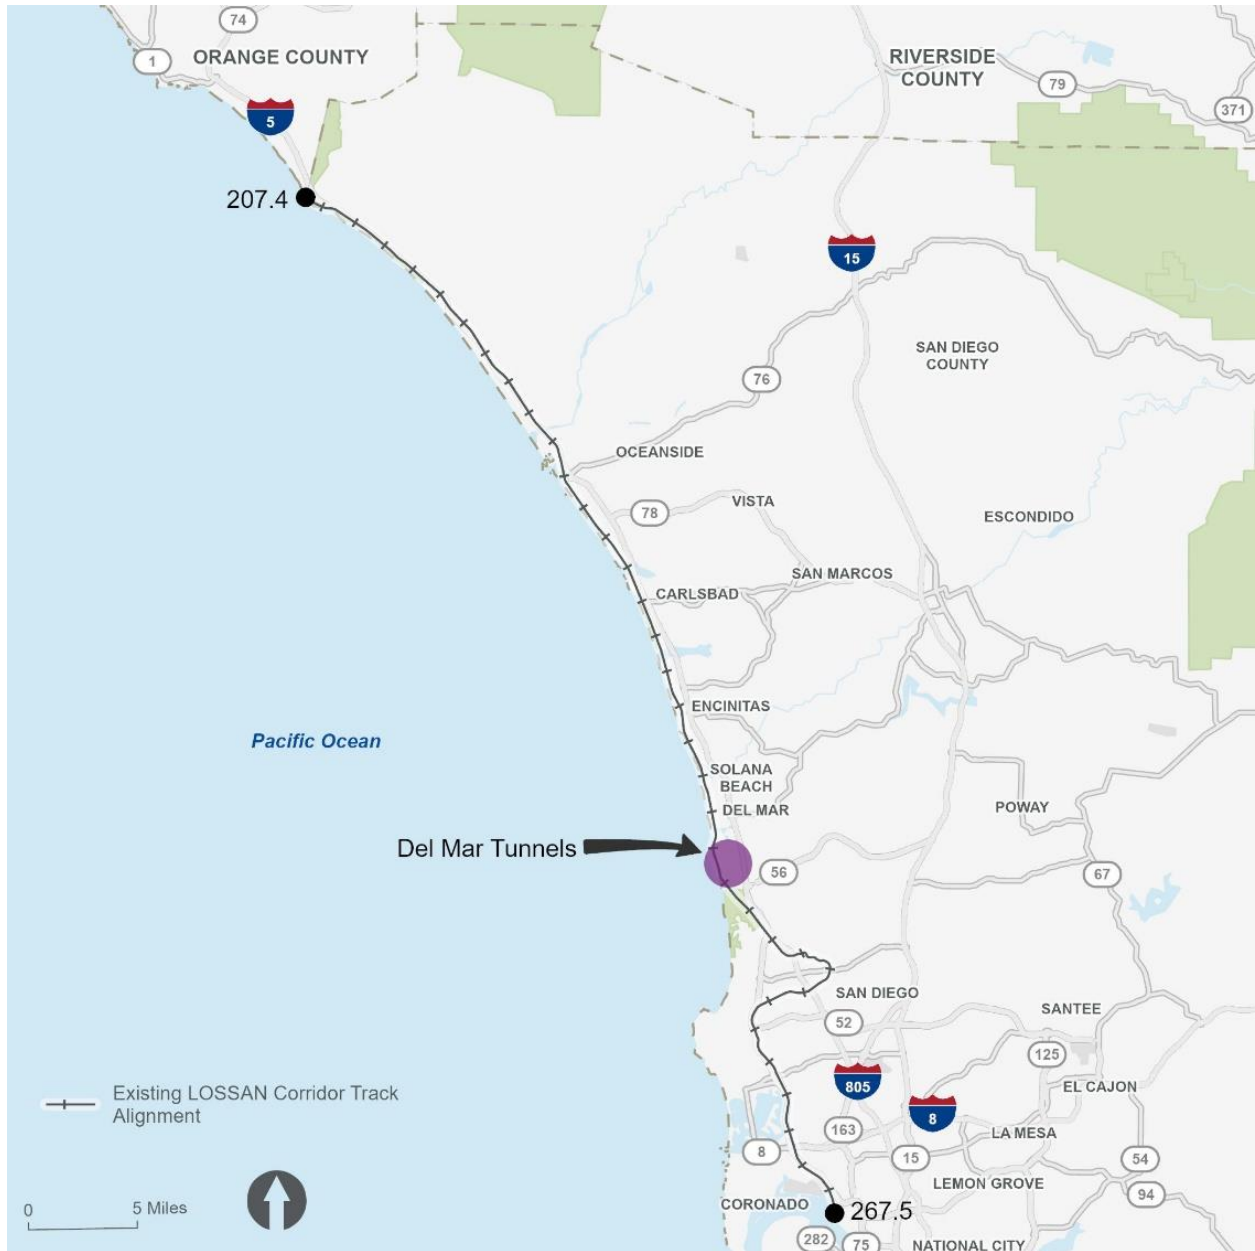 74
1
ORANGE COUNTY
RIVERSIDE
COUNTY
79
371
5
207.4
15
SAN DIEGO
COUNTY
76
OCEANSIDE
VISTA
78
ESCONDIDO
SAN MARCOS
CARLSBAD
ENCINITAS
Pacific Ocean
SOLANA
BEACH
DEL MAR
POWAY
Del Mar Tunnels
56
67
SAN DIEGO
52
SANTEE
125
805
EL CAJON
Existing LOSSAN Corridor Track
Alignment
8
163
LA MESA
8
15
54
LEMON GROVE
94
0
5 Miles
CORONADO
267.5
282
75
NATIONAL CITY